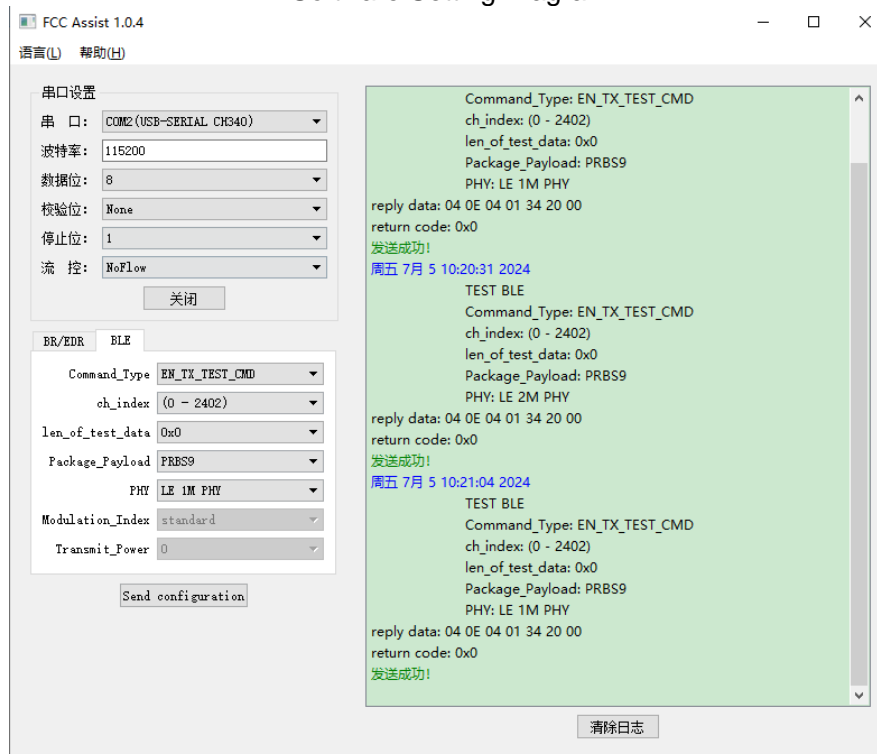 FCC Assist 1.0.4
语言(L) 帮助(H)
串口设置
串 口: COM2(USB-SERIAL CH340)
波特率: 115200
数据位: 8
校验位: None
停止位: 1
流 控: NoFlow
关闭
BR/EDR BLE
Command_Type EN_TX_TEST_CMD
ch_index (0 - 2402)
len_of_test_data 0x0
Package_Payload PRBS9
PHY LE 1M PHY
Modulation_Index standard
Transmit_Power 0
Send configuration
Command_Type: EN_TX_TEST_CMD
ch_index: (0 - 2402)
len_of_test_data: 0x0
Package_Payload: PRBS9
PHY: LE 1M PHY
reply data: 04 0E 04 01 34 20 00
return code: 0x0
发送成功!
周五 7月 5 10:20:31 2024
TEST BLE
Command_Type: EN_TX_TEST_CMD
ch_index: (0 - 2402)
len_of_test_data: 0x0
Package_Payload: PRBS9
PHY: LE 2M PHY
reply data: 04 0E 04 01 34 20 00
return code: 0x0
发送成功!
周五 7月 5 10:21:04 2024
TEST BLE
Command_Type: EN_TX_TEST_CMD
ch_index: (0 - 2402)
len_of_test_data: 0x0
Package_Payload: PRBS9
PHY: LE 1M PHY
reply data: 04 0E 04 01 34 20 00
return code: 0x0
发送成功!
清除日志